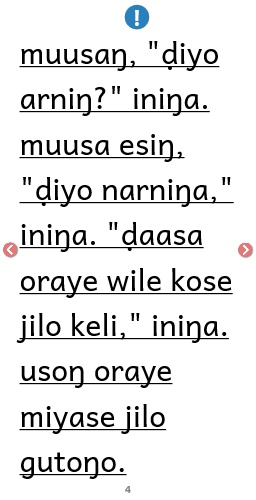 !
muusaŋ, "ḍiyo
arniŋ?" iniŋa.
muusa esiŋ,
"ḍiyo narniŋa,"
iniŋa. "ḍaasa
oraye wile kose
jilo keli," iniŋa.
usoŋ oraye
miyase jilo
gutoŋo.
4